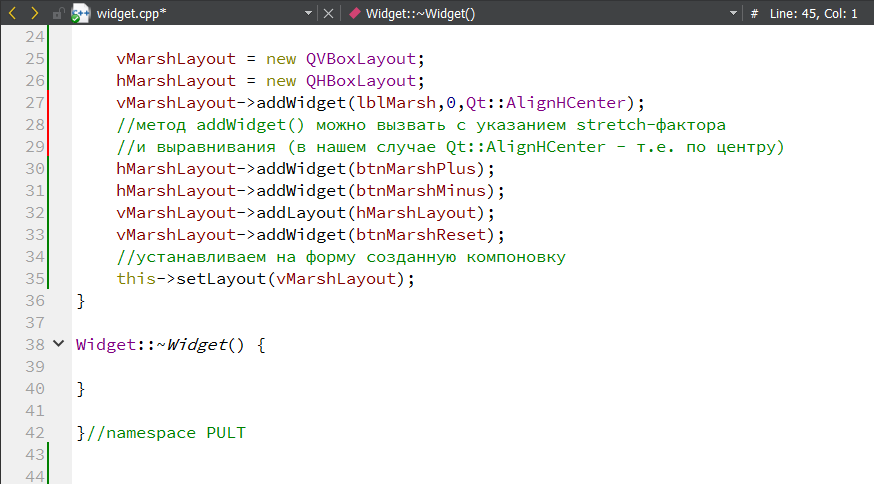 widget.cpp* Widget::~Widget() # Line: 45, Col: 1
24
25 vMarshLayout = new QVBoxLayout;
26 hMarshLayout = new QHBoxLayout;
27 vMarshLayout->addWidget(lblMarsh,0,Qt::AlignHCenter);
28 //метод addWidget() можно вызвать с указанием stretch-фактора
29 //и выравнивания (в нашем случае Qt::AlignHCenter - т.е. по центру)
30 hMarshLayout->addWidget(btnMarshPlus);
31 hMarshLayout->addWidget(btnMarshMinus);
32 vMarshLayout->addLayout(hMarshLayout);
33 vMarshLayout->addWidget(btnMarshReset);
34 //устанавливаем на форму созданную компоновку
35 this->setLayout(vMarshLayout);
36 }
37
38 Widget::~Widget() {
39
40 }
41
42 }//namespace PULT
43
44